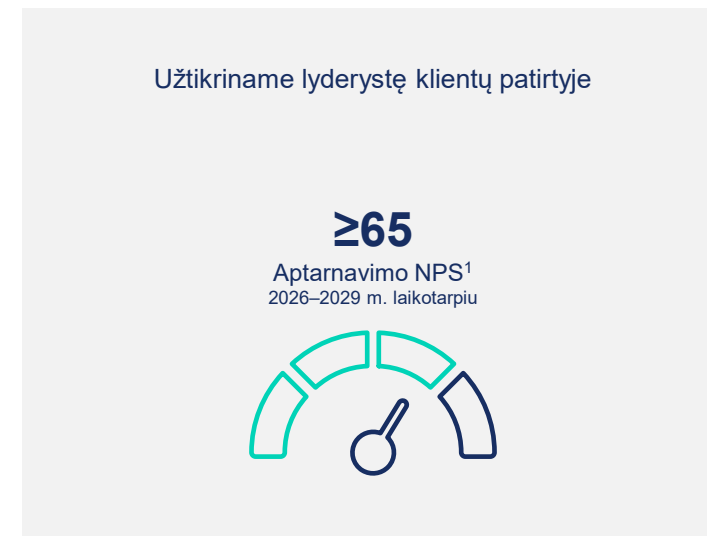 Užtikriname lyderystę klientų patirtyje
≥65
Aptarnavimo NPS¹
2026–2029 m. laikotarpiu